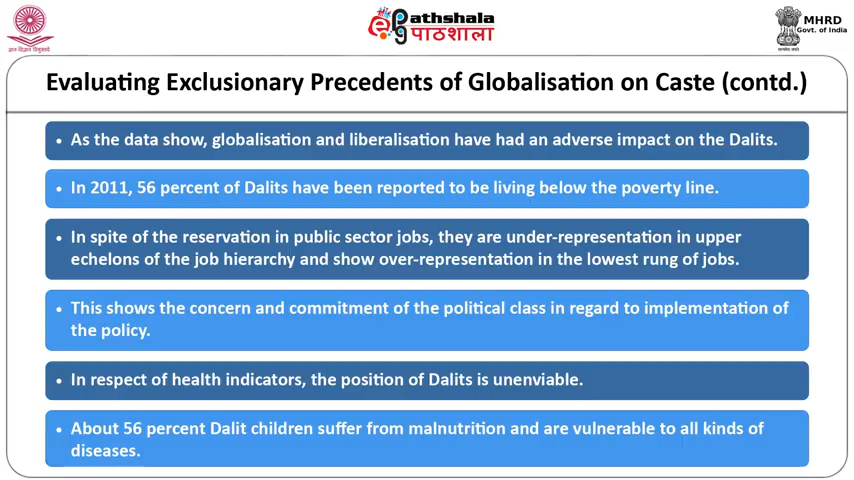 ज्ञान-विज्ञान विमुक्तये
ePG Pathshala
पाठशाला
MHRD
Govt. of India
सत्यमेव जयते
Evaluating Exclusionary Precedents of Globalisation on Caste (contd.)
• As the data show, globalisation and liberalisation have had an adverse impact on the Dalits.
• In 2011, 56 percent of Dalits have been reported to be living below the poverty line.
• In spite of the reservation in public sector jobs, they are under-representation in upper
echelons of the job hierarchy and show over-representation in the lowest rung of jobs.
• This shows the concern and commitment of the political class in regard to implementation of
the policy.
• In respect of health indicators, the position of Dalits is unenviable.
• About 56 percent Dalit children suffer from malnutrition and are vulnerable to all kinds of
diseases.